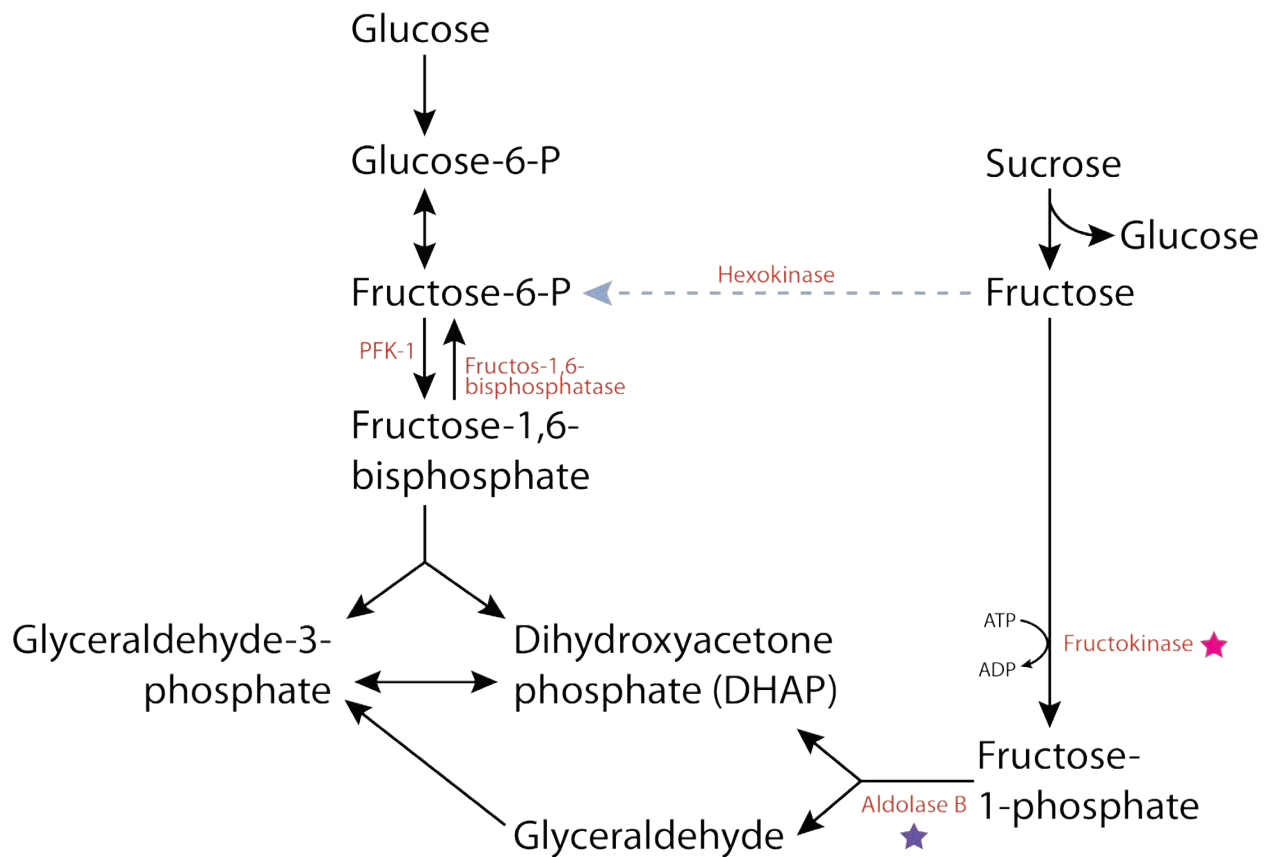 Glucose
Glucose-6-P
Sucrose
Glucose
Hexokinase
Fructose-6-P
Fructose
PFK-1
Fructos-1,6-
bisphosphatase
Fructose-1,6-
bisphosphate
Glyceraldehyde-3-
phosphate
Dihydroxyacetone
phosphate (DHAP)
ATP
Fructokinase
ADP
Fructose-
1-phosphate
Aldolase B
Glyceraldehyde